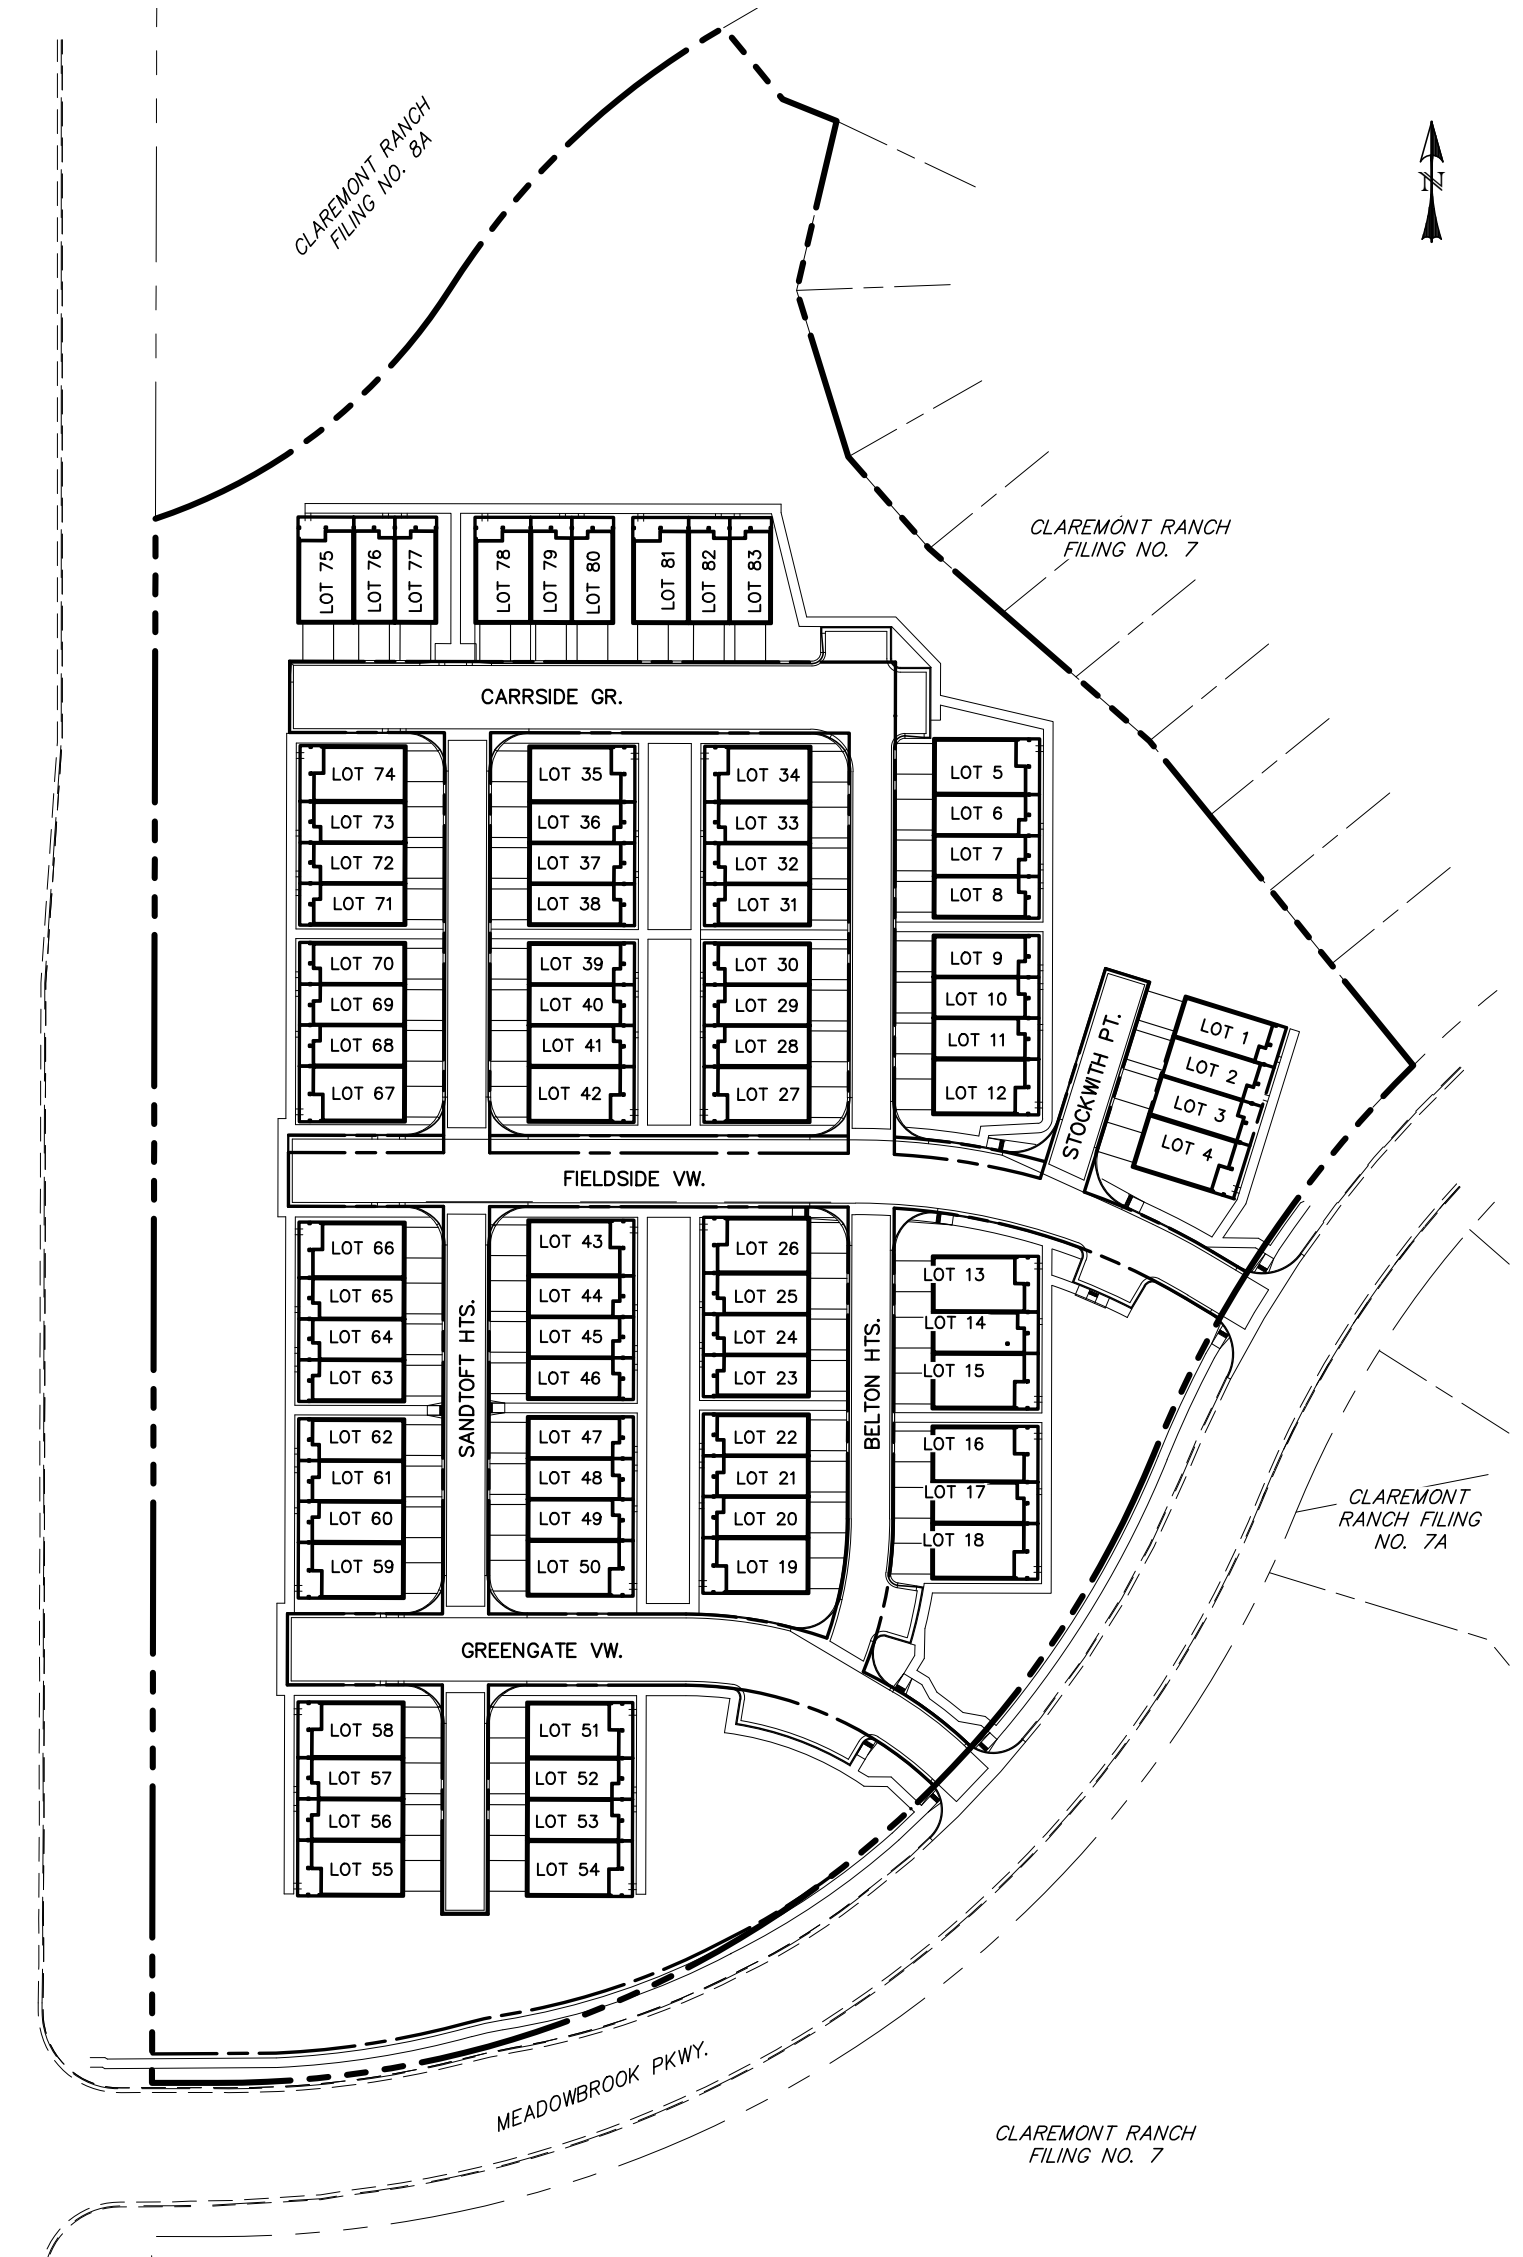 CLAREMONT RANCH
FILING NO. 8A
N
CLAREMONT RANCH
FILING NO. 7
LOT 75
LOT 76
LOT 77
LOT 78
LOT 79
LOT 80
LOT 81
LOT 82
LOT 83
CARRSIDE GR.
LOT 74
LOT 73
LOT 72
LOT 71
LOT 35
LOT 36
LOT 37
LOT 38
LOT 34
LOT 33
LOT 32
LOT 31
LOT 5
LOT 6
LOT 7
LOT 8
LOT 70
LOT 69
LOT 68
LOT 67
LOT 39
LOT 40
LOT 41
LOT 42
LOT 30
LOT 29
LOT 28
LOT 27
LOT 9
LOT 10
LOT 11
LOT 12
STOCKWITH PT.
LOT 1
LOT 2
LOT 3
LOT 4
FIELDSIDE VW.
LOT 66
LOT 65
LOT 64
LOT 63
SANDTOFT HTS.
LOT 43
LOT 44
LOT 45
LOT 46
LOT 26
LOT 25
LOT 24
LOT 23
BELTON HTS.
LOT 13
LOT 14
LOT 15
LOT 62
LOT 61
LOT 60
LOT 59
LOT 47
LOT 48
LOT 49
LOT 50
LOT 22
LOT 21
LOT 20
LOT 19
LOT 16
LOT 17
LOT 18
CLAREMONT
RANCH FILING
NO. 7A
GREENGATE VW.
LOT 58
LOT 57
LOT 56
LOT 55
LOT 51
LOT 52
LOT 53
LOT 54
MEADOWBROOK PKWY.
CLAREMONT RANCH
FILING NO. 7